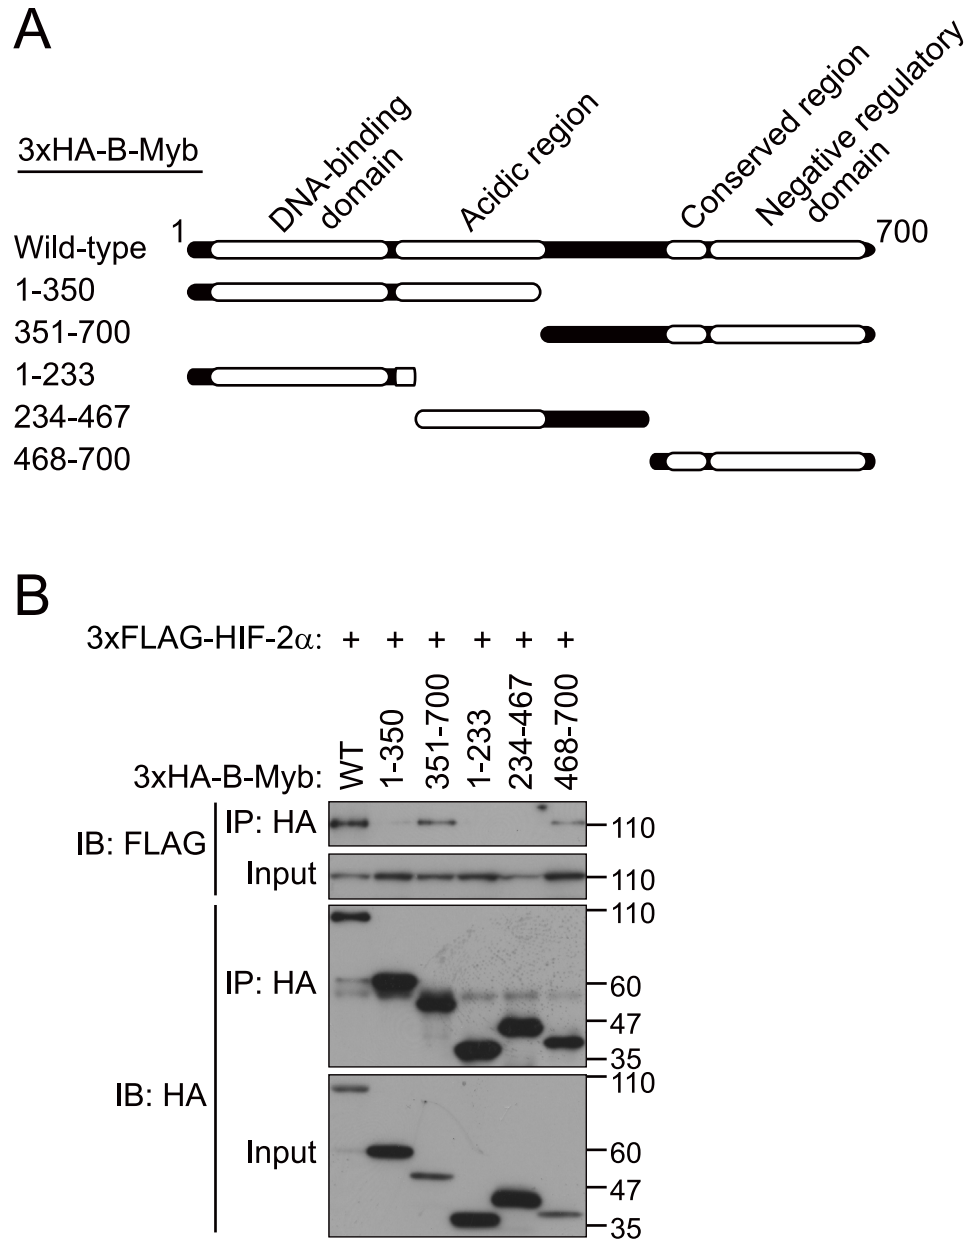 A
3xHA-B-Myb
DNA-binding
domain
Acidic region
Conserved region
Negative regulatory
domain
Wild-type
1
700
1-350
351-700
1-233
234-467
468-700
B
3xFLAG-HIF-2α: + + + + + +
3xHA-B-Myb: WT 1-350 351-700 1-233 234-467 468-700
IB: FLAG
IP: HA
110
Input
110
IB: HA
IP: HA
110
60
47
35
Input
110
60
47
35